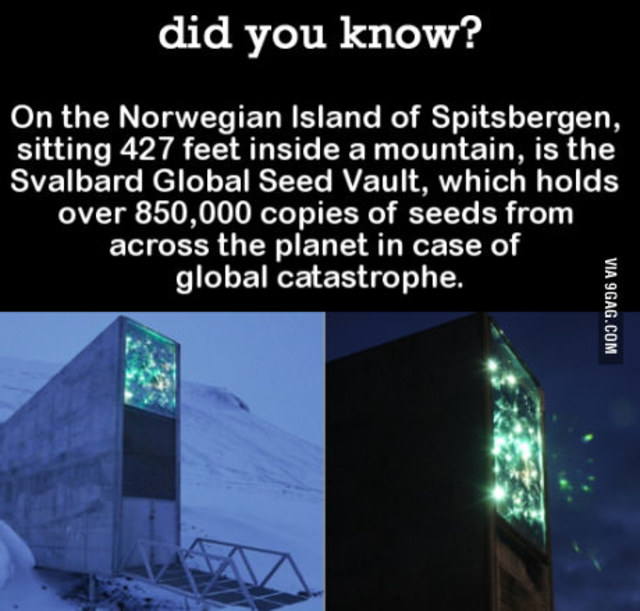 did you know?
On the Norwegian Island of Spitsbergen,
sitting 427 feet inside a mountain, is the
Svalbard Global Seed Vault, which holds
over 850,000 copies of seeds from
across the planet in case of
global catastrophe.
VIA 9GAG.COM